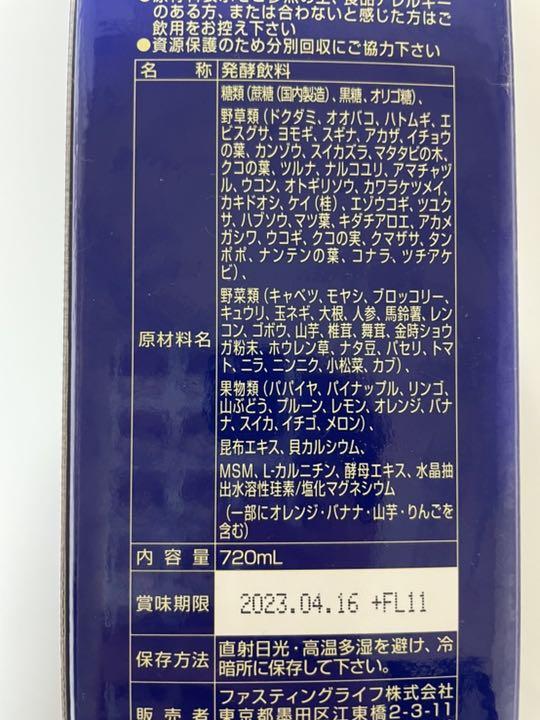 のある方、または合わないと感じた方はご
飲用をお控え下さい
●資源保護のため分別回収にご協力下さい
名 称 発酵飲料
原材料名
糖類(蔗糖(国内製造)、黒糖、オリゴ糖)、
野草類(ドクダミ、オオバコ、ハトムギ、エ
ビスグサ、ヨモギ、スギナ、アカザ、イチョウ
の葉、カンゾウ、スイカズラ、マタタビの木、
クコの葉、ツルナ、ナルコユリ、アマチャヅ
ル、ウコン、オトギリソウ、カワラケツメイ、
カキドオシ、ケイ(桂)、エゾウコギ、ツユク
サ、ハブソウ、マツ葉、キダチアロエ、アカメ
ガシワ、ウコギ、クコの実、クマザサ、タン
ポポ、ナンテンの葉、コナラ、ツチアケ
ビ)、
野菜類(キャベツ、モヤシ、ブロッコリー、
キュウリ、玉ネギ、大根、人参、馬鈴薯、レン
コン、ゴボウ、山芋、椎茸、舞茸、金時ショウ
ガ粉末、ホウレン草、ナタ豆、パセリ、トマ
ト、ニラ、ニンニク、小松菜、カブ)、
果物類(パパイヤ、パイナップル、リンゴ、
山ぶどう、プルーン、レモン、オレンジ、バナ
ナ、スイカ、イチゴ、メロン)、
昆布エキス、貝カルシウム、
MSM、L-カルニチン、酵母エキス、水晶抽
出水溶性珪素/塩化マグネシウム
(一部にオレンジ・バナナ・山芋・りんごを
含む)
内 容 量 720mL
賞味期限 2023.04.16 +FL11
保存方法 直射日光・高温多湿を避け、冷
暗所に保存して下さい。
販 売 者 ファスティングライフ株式会社
東京都墨田区江東橋2-3-11